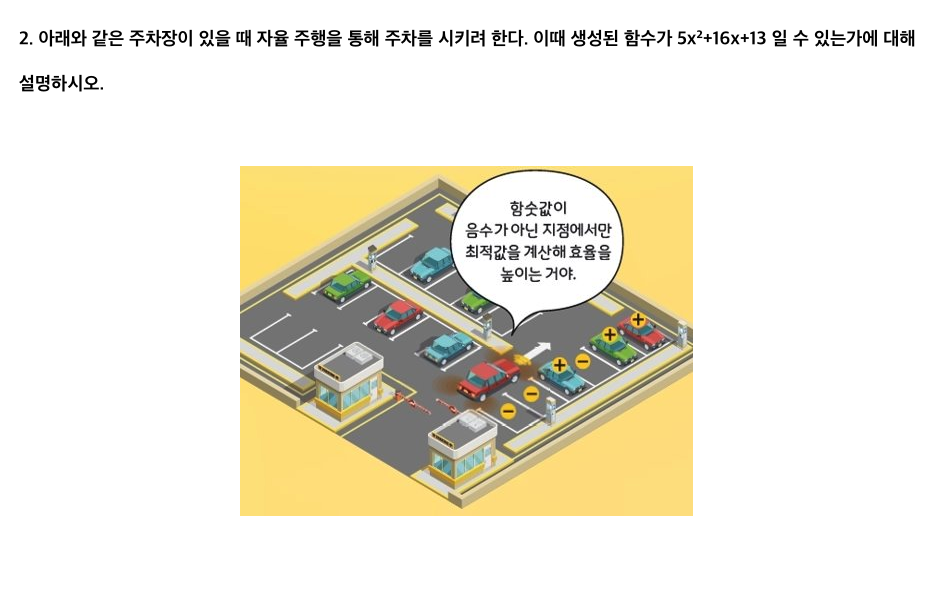 2. 아래와 같은 주차장이 있을 때 자율 주행을 통해 주차를 시키려 한다. 이때 생성된 함수가 5x²+16x+13 일 수 있는가에 대해
설명하시오.
함숫값이
음수가 아닌 지점에서만
최적값을 계산해 효율을
높이는 거야.
+
+
+
−
−
−